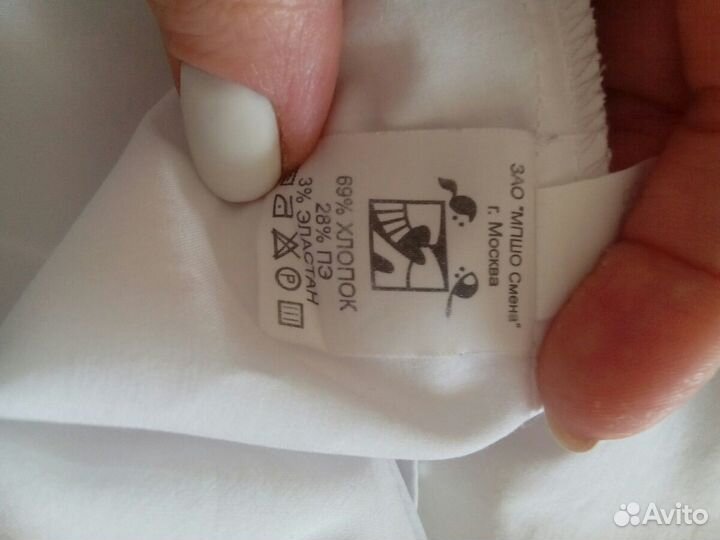 ЗАО "МПШО Смена"
г. Москва
69% ХЛОПОК
28% ПЭ
3% ЭЛАСТАН
P
Avito